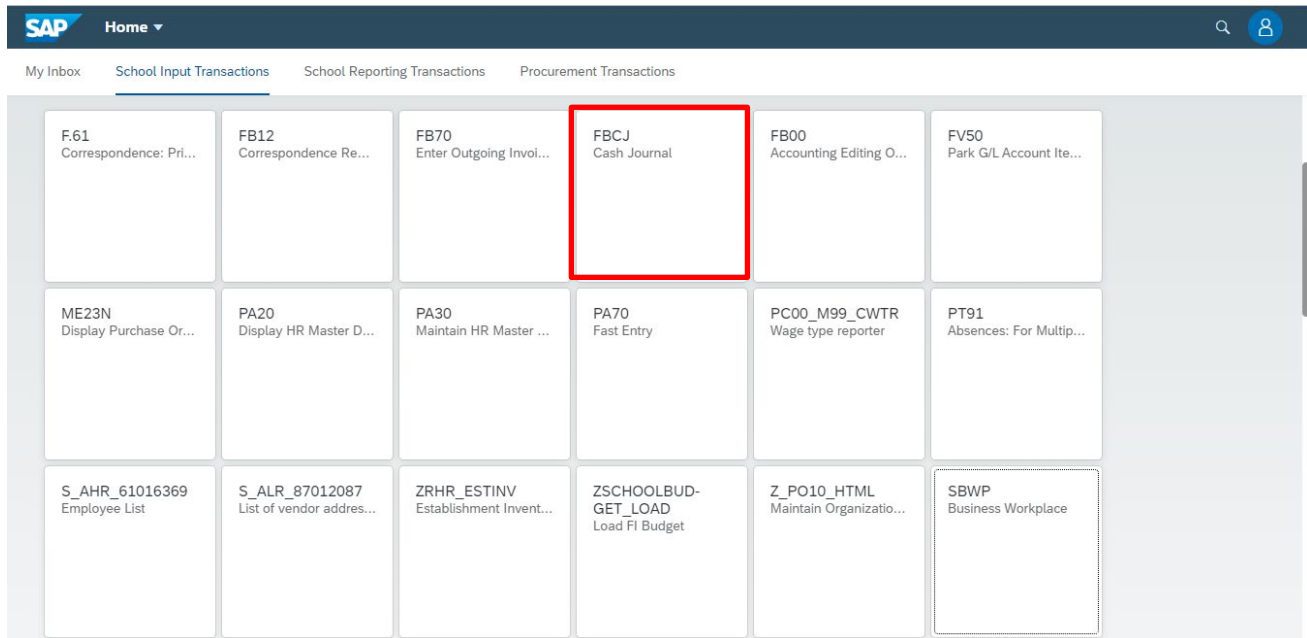 SAP Home
My Inbox School Input Transactions School Reporting Transactions Procurement Transactions
F.61
Correspondence: Pri...
FB12
Correspondence Re...
FB70
Enter Outgoing Invoi...
FBCJ
Cash Journal
FB00
Accounting Editing O...
FV50
Park G/L Account Ite...
ME23N
Display Purchase Or...
PA20
Display HR Master D...
PA30
Maintain HR Master ...
PA70
Fast Entry
PC00_M99_CWTR
Wage type reporter
PT91
Absences: For Multip...
S_AHR_61016369
Employee List
S_ALR_87012087
List of vendor addres...
ZRHR_ESTINV
Establishment Invent...
ZSCHOOLBUD-
GET_LOAD
Load FI Budget
Z_PO10_HTML
Maintain Organizatio...
SBWP
Business Workplace